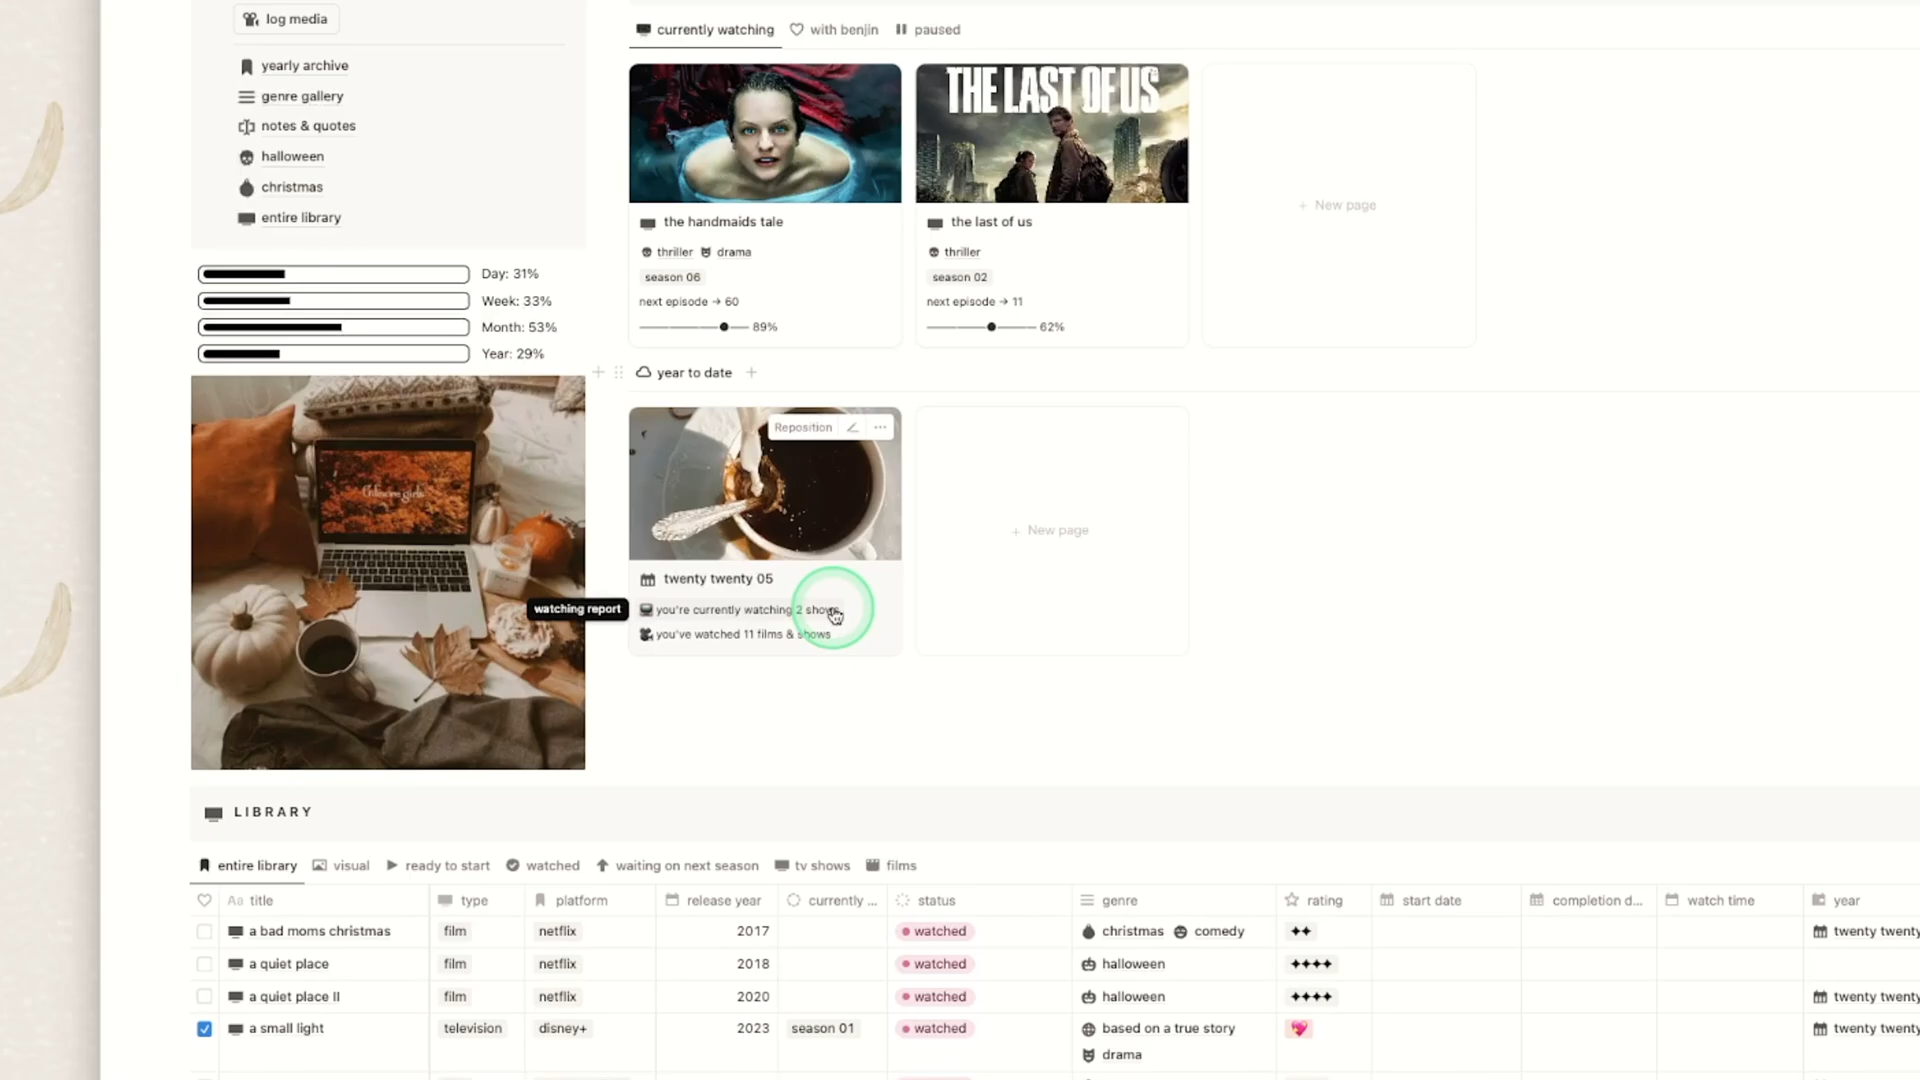 log media
yearly archive
genre gallery
notes & quotes
halloween
christmas
entire library
Day: 31%
Week: 33%
Month: 53%
Year: 29%
gilmore girls
currently watching
with benjin
paused
THE LAST OF US
the handmaids tale
thriller drama
season 06
next episode → 60
89%
the last of us
thriller
season 02
next episode → 11
62%
+ New page
year to date +
Reposition
twenty twenty 05
watching report
you're currently watching 2 shows
you've watched 11 films & shows
+ New page
LIBRARY
entire library visual ready to start watched waiting on next season tv shows films
Aa title type platform release year currently ... status genre rating start date completion d... watch time year
a bad moms christmas film netflix 2017 watched christmas comedy ✦✦ twenty twenty
a quiet place film netflix 2018 watched halloween ✦✦✦✦
a quiet place II film netflix 2020 watched halloween ✦✦✦✦ twenty twenty
a small light television disney+ 2023 season 01 watched based on a true story 💖 twenty twenty
drama